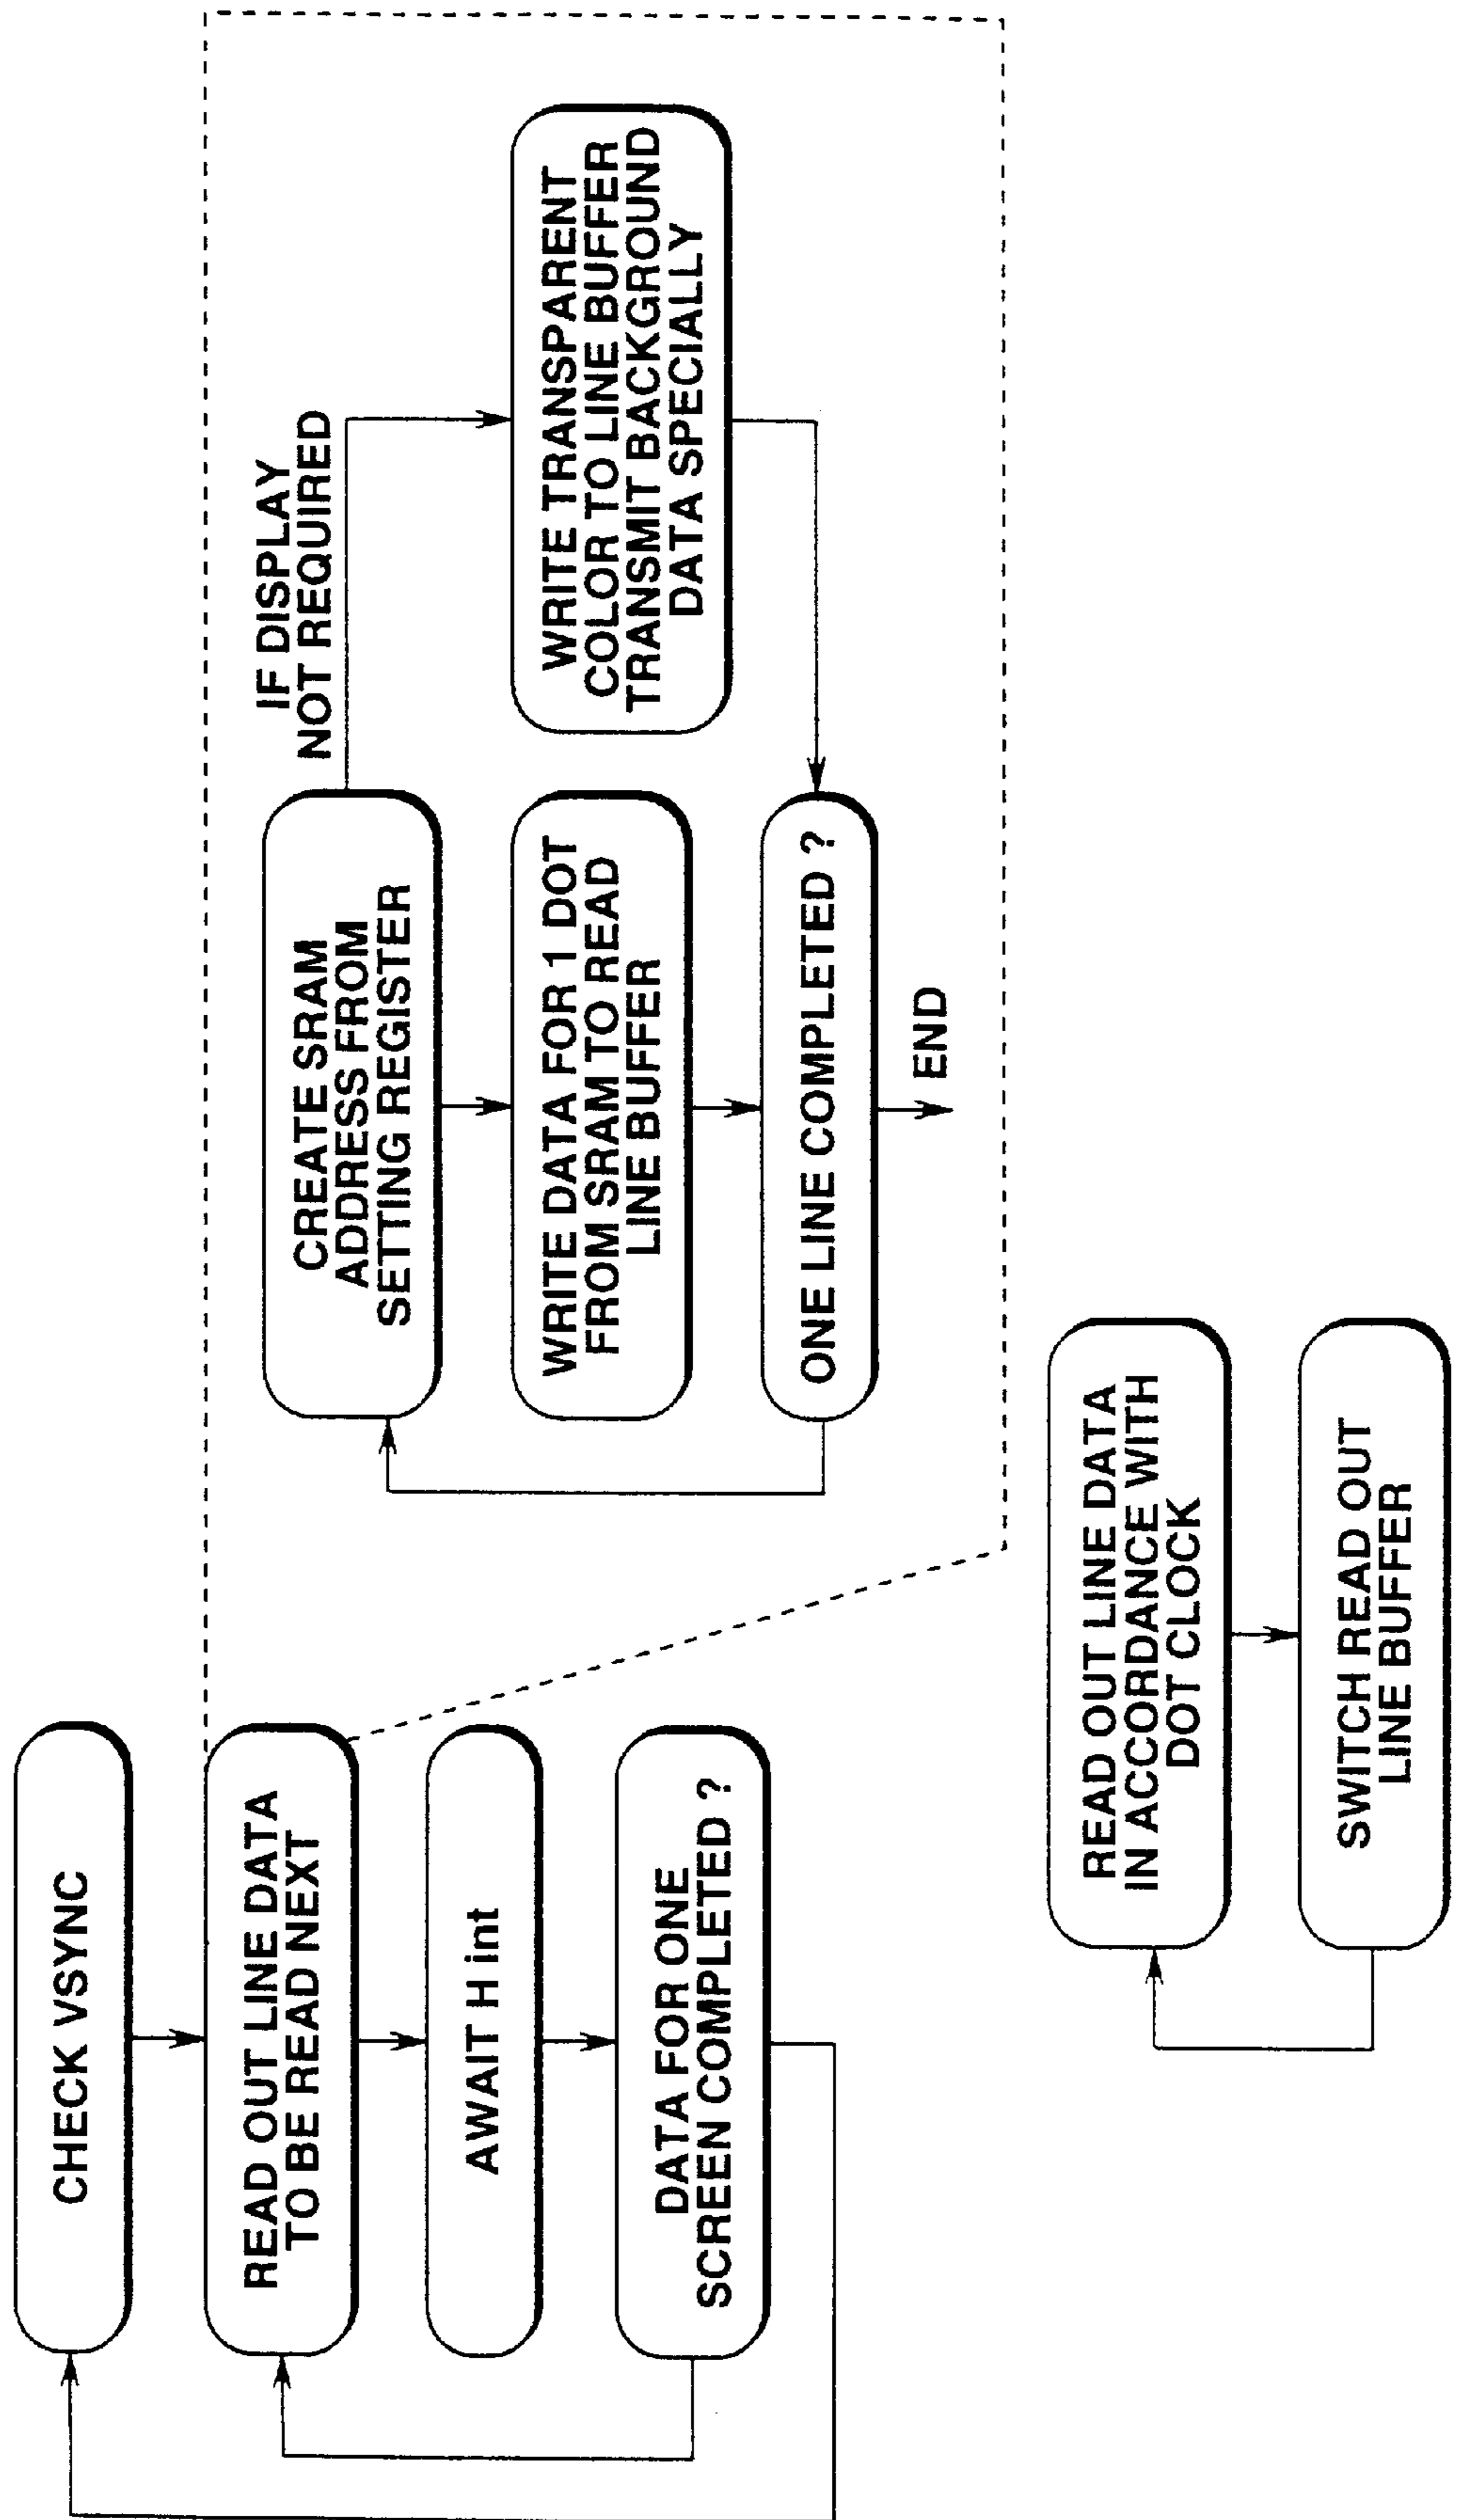 CHECK VSYNC
READ OUT LINE DATA
TO BE READ NEXT
AWAIT H int
DATA FOR ONE
SCREEN COMPLETED ?
IF DISPLAY
NOT REQUIRED
CREATE SRAM
ADDRESS FROM
SETTING REGISTER
WRITE DATA FOR 1 DOT
FROM SRAM TO READ
LINE BUFFER
ONE LINE COMPLETED ?
END
WRITE TRANSPARENT
COLOR TO LINE BUFFER
TRANSMIT BACKGROUND
DATA SPECIALLY
READ OUT LINE DATA
IN ACCORDANCE WITH
DOT CLOCK
SWITCH READ OUT
LINE BUFFER